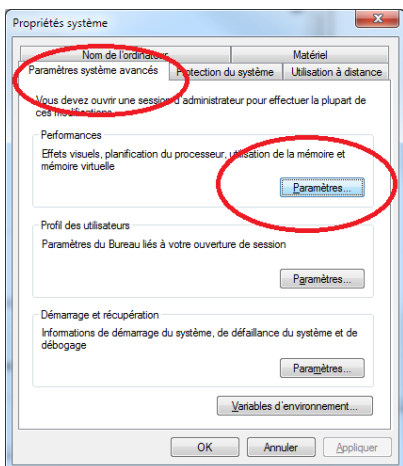 Propriétés système
Nom de l'ordinateur
Matériel
Paramètres système avancés
Protection du système
Utilisation à distance
Vous devez ouvrir une session d'administrateur pour effectuer la plupart de
ces modifications.
Performances
Effets visuels, planification du processeur, utilisation de la mémoire et
mémoire virtuelle
Paramètres...
Profil des utilisateurs
Paramètres du Bureau liés à votre ouverture de session
Paramètres...
Démarrage et récupération
Informations de démarrage du système, de défaillance du système et de
débogage
Paramètres...
Variables d'environnement...
OK
Annuler
Appliquer